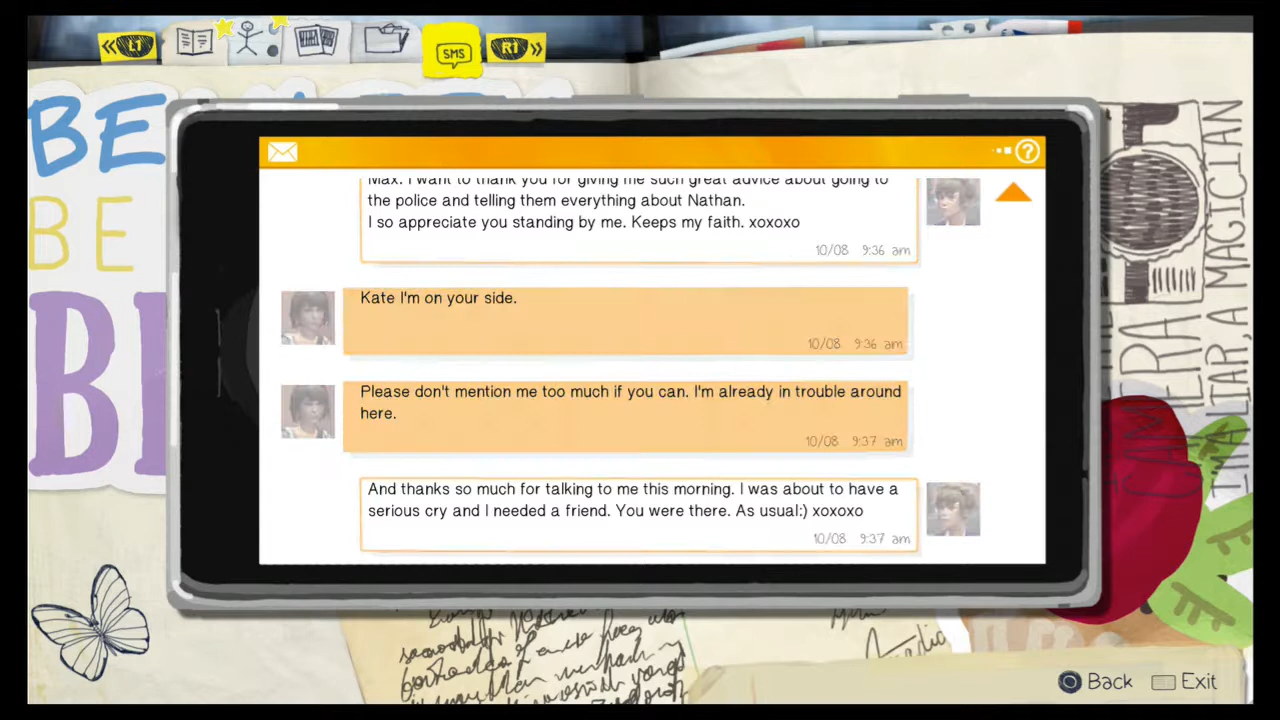 L1
SMS
R1
BE
BE
Max. I want to thank you for giving me such great advice about going to
the police and telling them everything about Nathan.
I so appreciate you standing by me. Keeps my faith. xoxoxo
10/08 9:36 am
Kate I'm on your side.
10/08 9:36 am
Please don't mention me too much if you can. I'm already in trouble around
here.
10/08 9:37 am
And thanks so much for talking to me this morning. I was about to have a
serious cry and I needed a friend. You were there. As usual:) xoxoxo
10/08 9:37 am
?
A MAGICIAN
Back
Exit